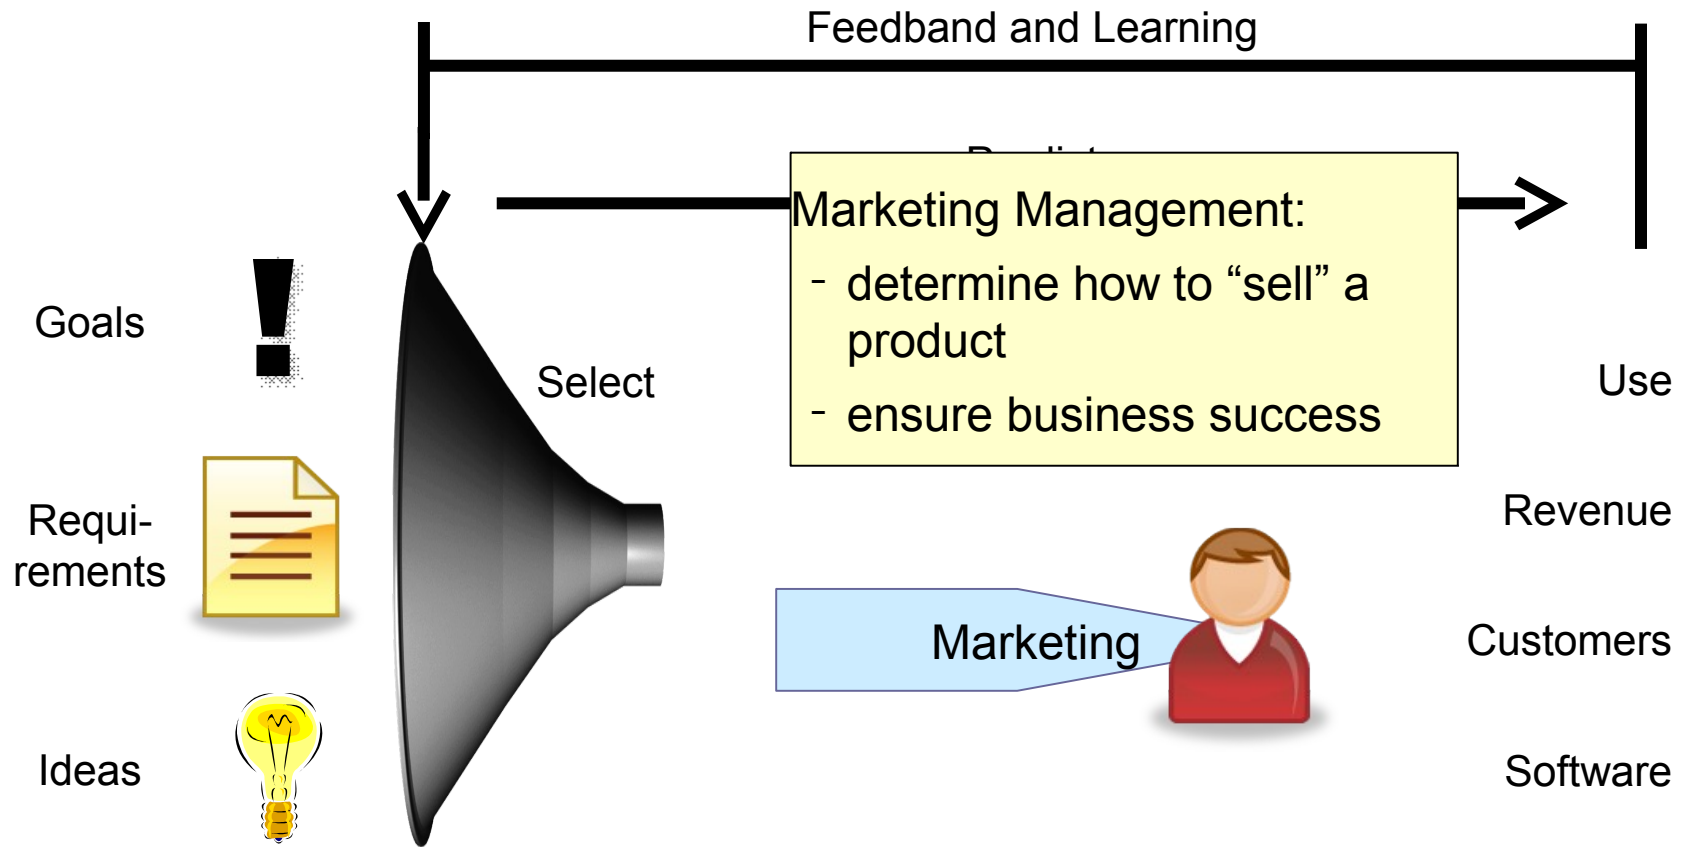 Feedband and Learning
Marketing Management:
- determine how to “sell” a
product
- ensure business success
Goals
Select
Use
Requi-
rements
Revenue
Marketing
Customers
Ideas
Software